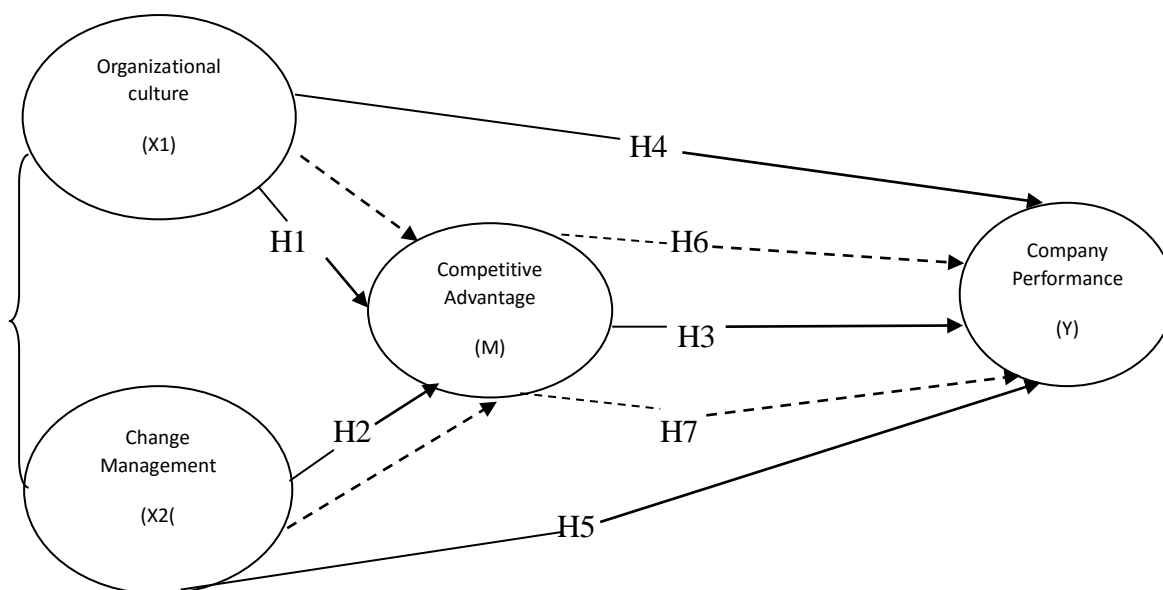 Organizational
culture
(X1)
H4
H1
H6
Competitive
Advantage
(M)
Company
Performance
(Y)
H3
H2
H7
Change
Management
(X2(
H5